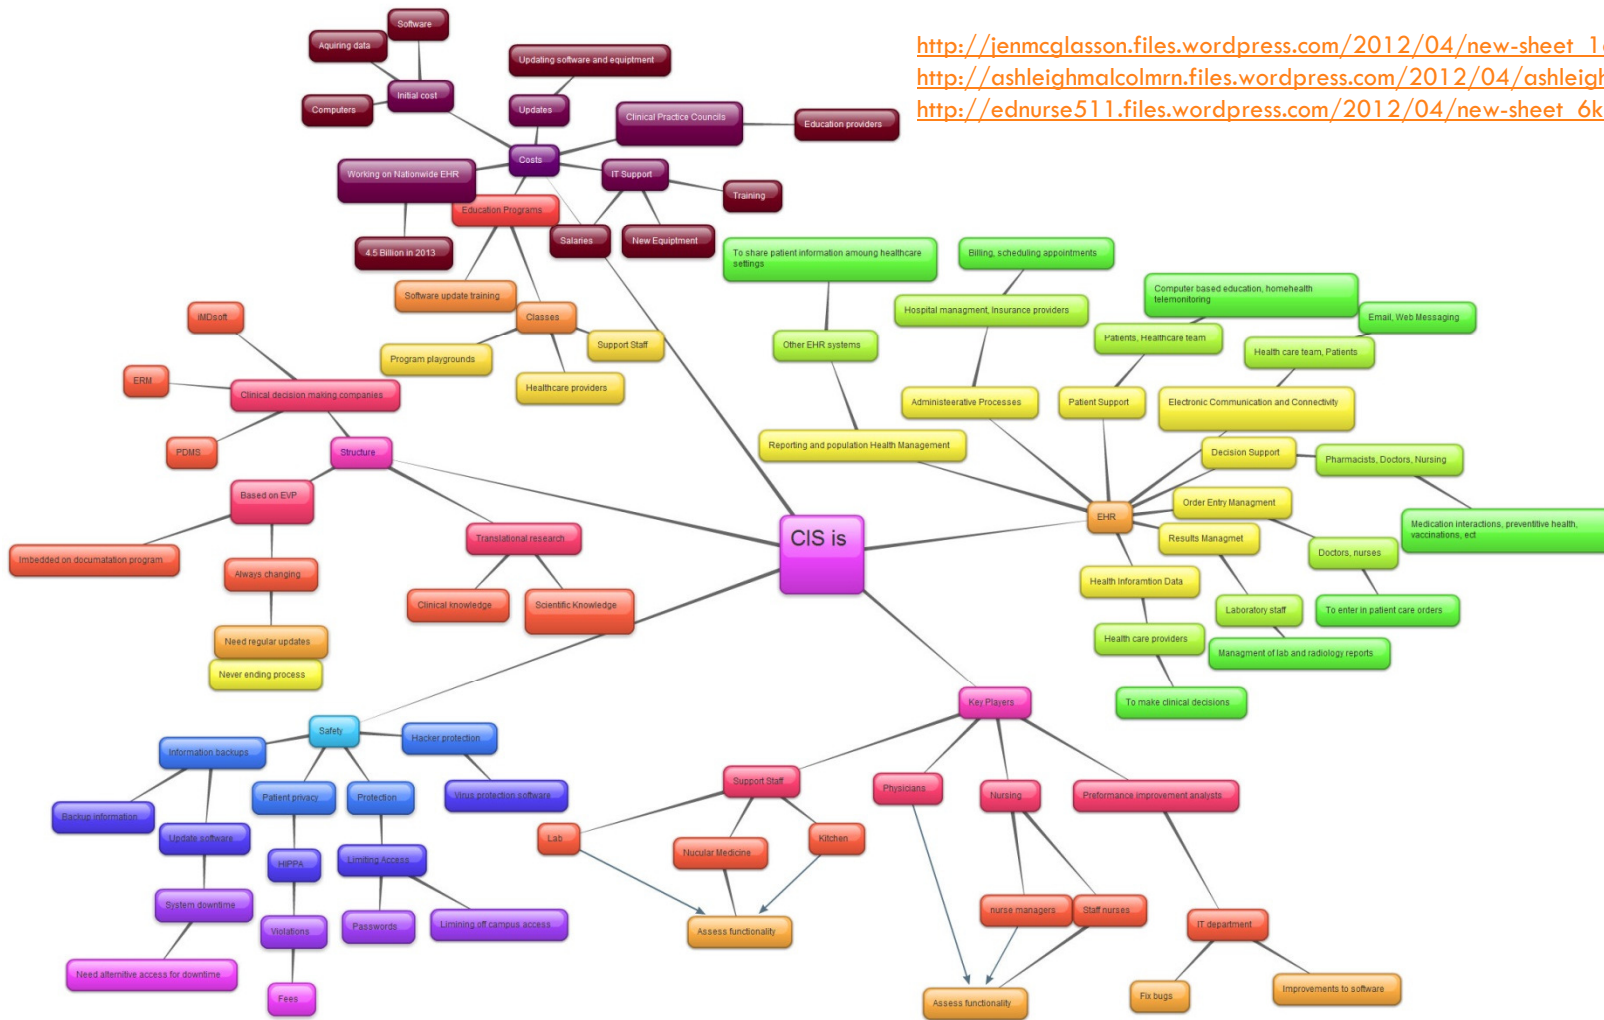 http://jenmcglasson.files.wordpress.com/2012/04/new-sheet_1
http://ashleighmalcolmrn.files.wordpress.com/2012/04/ashleigh
http://ednurse511.files.wordpress.com/2012/04/new-sheet_6k
Software
Aquiring data
Initial cost
Computers
Updating software and equiptment
Updates
Clinical Practice Councils
Education providers
Costs
Working on Nationwide EHR
IT Support
Training
Education Programs
Salaries
New Equiptment
4.5 Billion in 2013
Software update training
Classes
Program playgrounds
Support Staff
Healthcare providers
iMDsoft
ERM
Clinical decision making companies
PDMS
Structure
Based on EVP
Imbedded on documatation program
Always changing
Need regular updates
Never ending process
Translational research
Clinical knowledge
Scientific Knowledge
CIS is
To share patient information amoung healthcare
settings
Other EHR systems
Reporting and population Health Management
Billing, scheduling appointments
Hospital managment, Insurance providers
Administeerative Processes
Computer based education, homehealth
telemonitoring
Patients, Healthcare team
Patient Support
Email, Web Messaging
Health care team, Patients
Electronic Communication and Connectivity
Decision Support
Pharmacists, Doctors, Nursing
Medication interactions, preventitive health,
vaccinations, ect
EHR
Order Entry Managment
Doctors, nurses
To enter in patient care orders
Results Managmet
Laboratory staff
Managment of lab and radiology reports
Health Inforamtion Data
Health care providers
To make clinical decisions
Safety
Information backups
Backup information
Update software
System downtime
Need alternitive access for downtime
Patient privacy
HIPPA
Violations
Fees
Protection
Limiting Access
Passwords
Limining off campus access
Hacker protection
Virus protection software
Key Players
Support Staff
Lab
Nucular Medicine
Kitchen
Assess functionality
Physicians
Nursing
nurse managers
Staff nurses
Assess functionality
Preformance improvement analysts
IT department
Fix bugs
Improvements to software